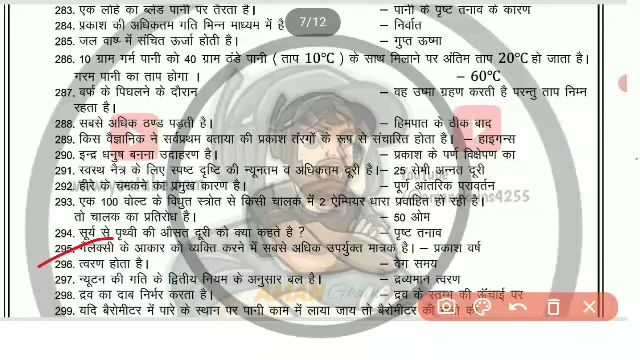 283. एक लोहे का ब्लेड पानी पर तैरता है। – पानी के पृष्ट तनाव के कारण
284. प्रकाश की अधिकतम गति भिन्न माध्यम में है – निर्वात
7/12
285. जल वाष्प में संचित ऊर्जा होती है। – गुप्त ऊष्मा
286. 10 ग्राम गर्म पानी को 40 ग्राम ठंडे पानी ( ताप 10°C ) के साथ मिलाने पर अंतिम ताप 20°C हो जाता है।
गरम पानी का ताप होगा । – 60°C
287. बर्फ के पिघलने के दौरान – वह उष्मा ग्रहण करती है परन्तु ताप निम्न
रहता है।
288. सबसे अधिक ठण्ड पड़ती है। – हिमपात के ठीक बाद
289. किस वैज्ञानिक ने सर्वप्रथम बताया की प्रकाश तंरगों के रूप से संचारित होता है। – हाइगन्स
290. इन्द्र धनुष बनना उदाहरण है। – प्रकाश के पर्ण विक्षेपण का
291. स्वस्थ नैत्र के लिए स्पष्ट दृष्टि की न्यूनतम व अधिकतम दूरी है। – 25 सेमी अन्नत दूरी
292. हीरे के चमकने का प्रमुख कारण है। – पूर्ण आंतरिक परावर्तन
293. एक 100 वोल्ट के विधुत स्त्रोत से किसी चालक में 2 ऐम्पियर धारा प्रवाहित हो रही है।
तो चालक का प्रतिरोध है। – 50 ओम
294. सूर्य से पृथ्वी की औसत दूरी को क्या कहते है ? – पृष्ट तनाव
295. गैलेक्सी के आकार को व्यक्ति करने में सबसे अधिक उपर्युक्त मात्रक है। – प्रकाश वर्ष
296. त्वरण होता है। – वेग समय
297. न्यूटन की गति के द्वितीय नियम के अनुसार बल है। – द्रव्यमान त्वरण
298. द्रव का दाब निर्भर करता है। – द्रव के स्तम्भ की ऊँचाई पर
299. यदि बैरोमीटर में पारे के स्थान पर पानी काम में लाया जाय तो बैरोमीटर की